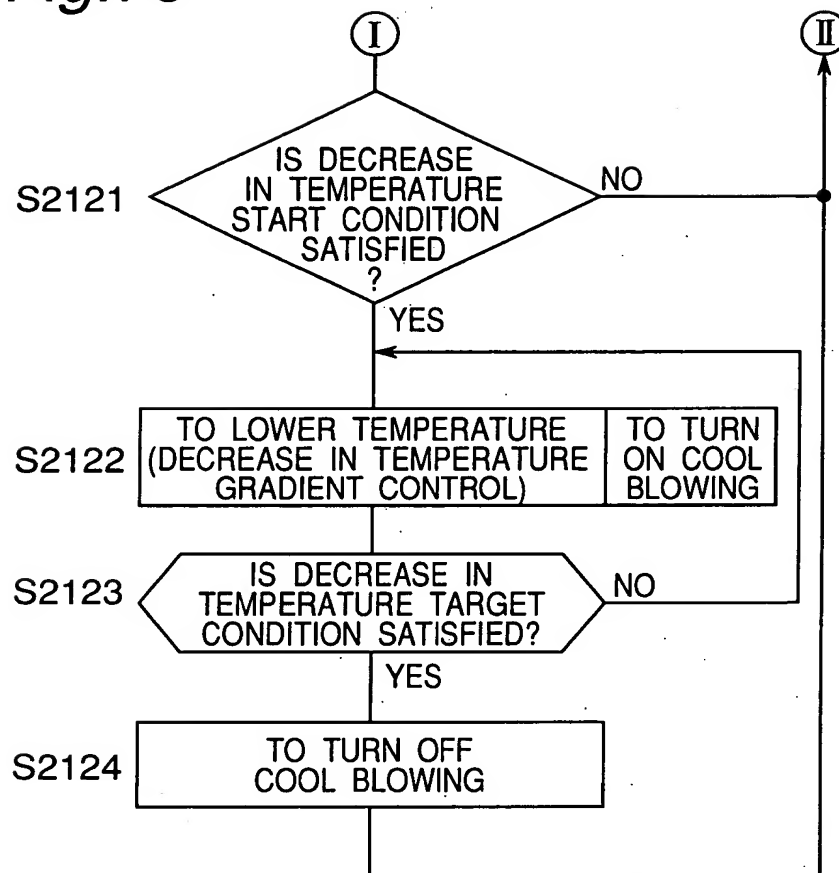 I
II
IS DECREASE
IN TEMPERATURE
START CONDITION
SATISFIED
?
S2121
NO
YES
S2122
TO LOWER TEMPERATURE
(DECREASE IN TEMPERATURE
GRADIENT CONTROL)
TO TURN
ON COOL
BLOWING
S2123
IS DECREASE IN
TEMPERATURE TARGET
CONDITION SATISFIED?
NO
YES
S2124
TO TURN OFF
COOL BLOWING